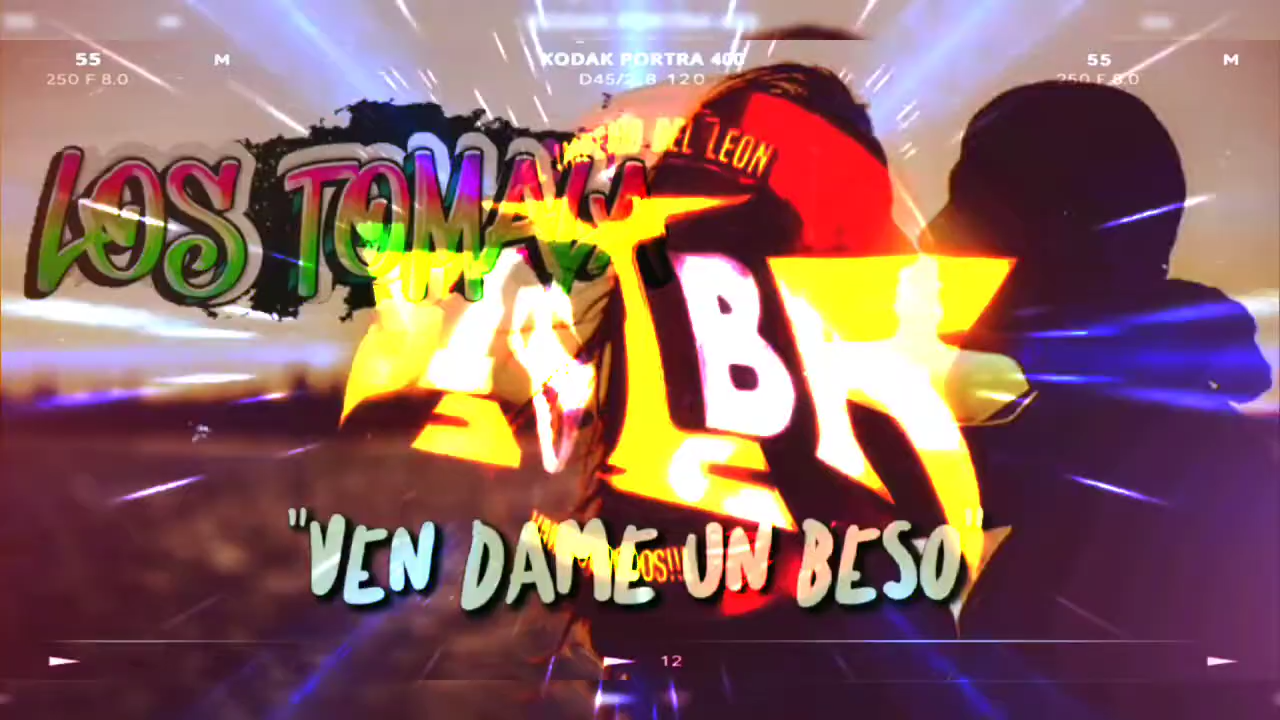 55 M KODAK PORTRA 400 55 M
250 F 8.0 D45/2 8 120 250 F 8.0
DEL LEON
LOS
BK
"VEN DAME UN BESO"
12